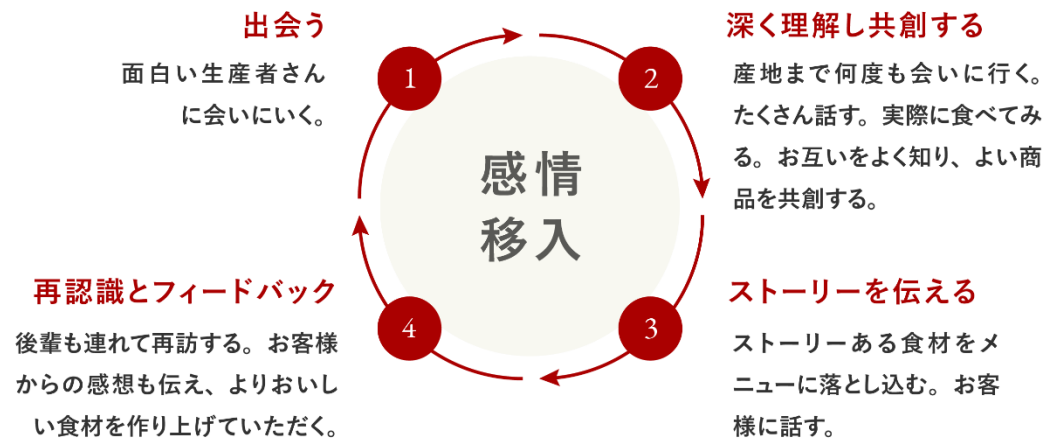 出会う
面白い生産者さん
に会いにいく。
1
2
深く理解し共創する
産地まで何度も会いに行く。
たくさん話す。実際に食べてみ
る。お互いをよく知り、よい商
品を共創する。
感情
移入
再認識とフィードバック
後輩も連れて再訪する。お客様
からの感想も伝え、よりおいし
い食材を作り上げていただく。
4
3
ストーリーを伝える
ストーリーある食材をメ
ニューに落とし込む。お客
様に話す。